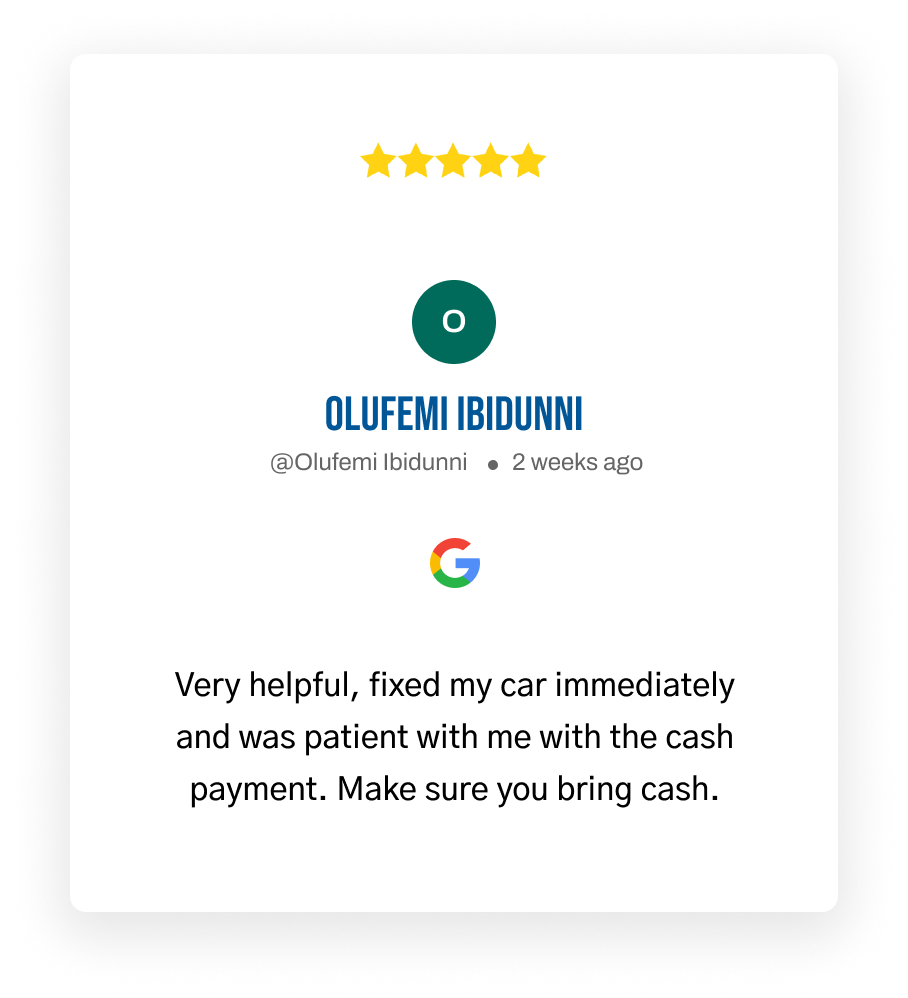 O
OLUFEMI IBIDUNNI
@Olufemi Ibidunni ● 2 weeks ago
G
Very helpful, fixed my car immediately
and was patient with me with the cash
payment. Make sure you bring cash.